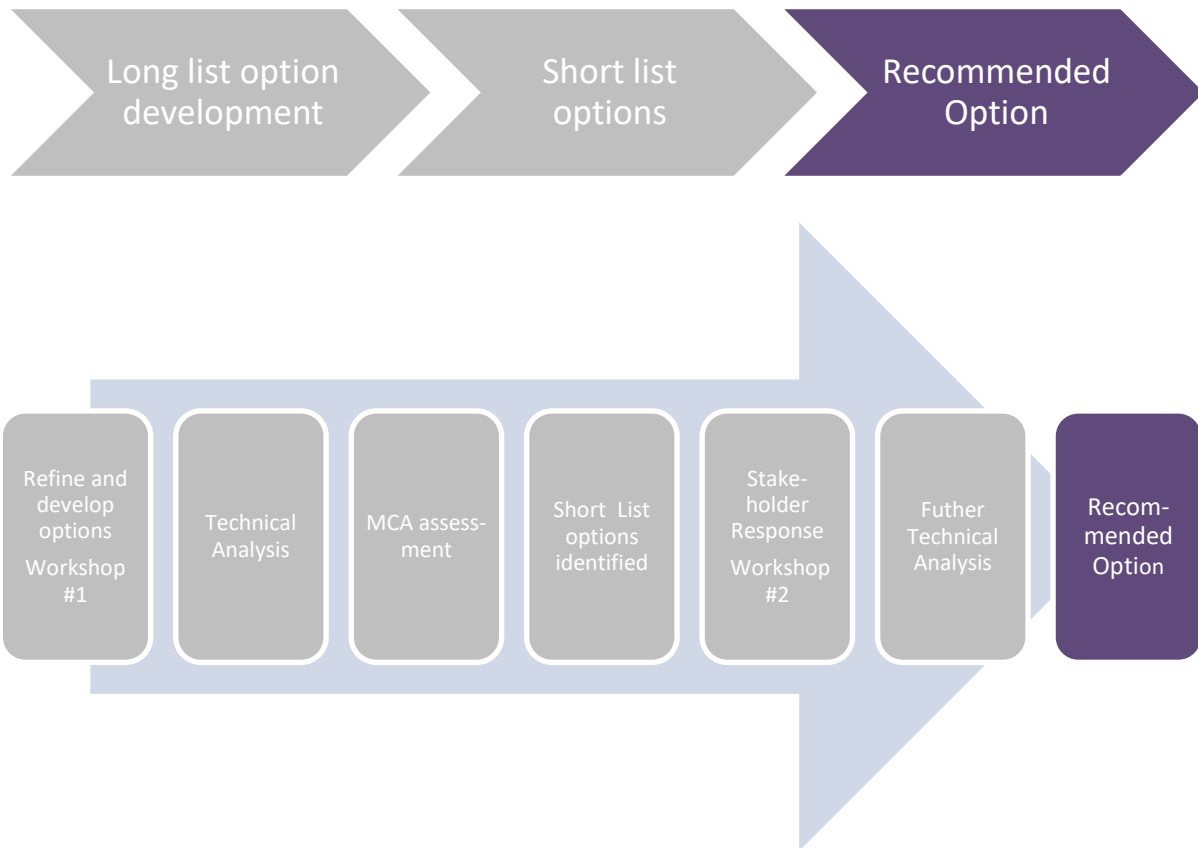 Long list option
development
Short list
options
Recommended
Option
Refine and
develop
options
Workshop
#1
Technical
Analysis
MCA assess-
ment
Short List
options
identified
Stake-
holder
Response
Workshop
#2
Futher
Technical
Analysis
Recom-
mended
Option